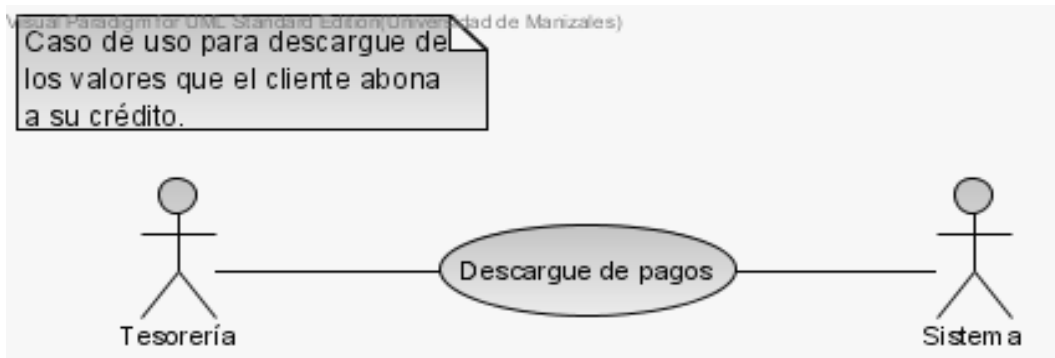 Visual Paradigm for UML Standard Edition(Universidad de Manizales)
Caso de uso para descargue de
los valores que el cliente abona
a su crédito.
Descargue de pagos
Tesorería
Sistema